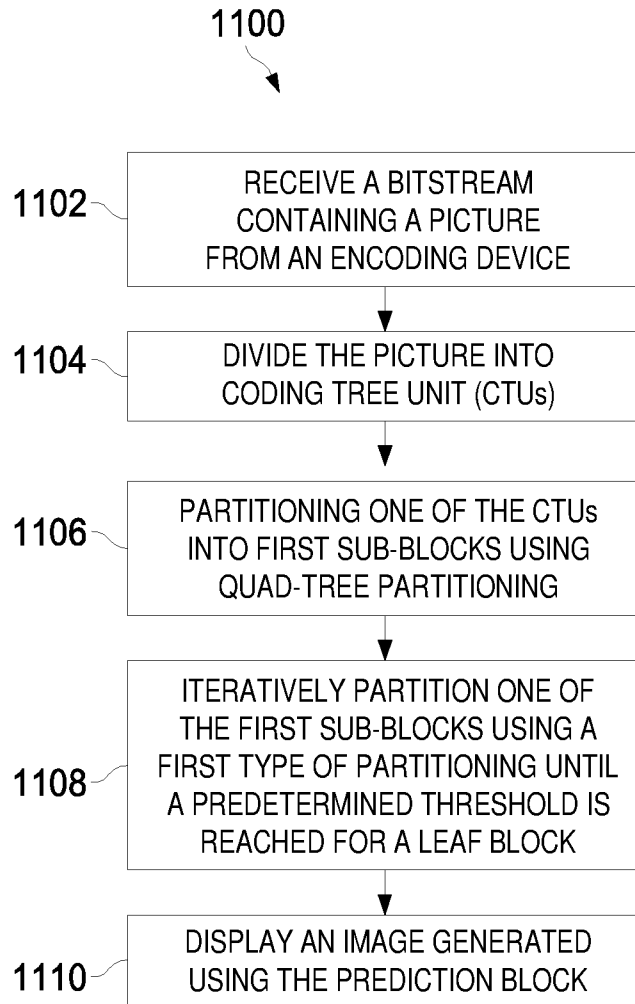 1100
1102
RECEIVE A BITSTREAM
CONTAINING A PICTURE
FROM AN ENCODING DEVICE
1104
DIVIDE THE PICTURE INTO
CODING TREE UNIT (CTUs)
1106
PARTITIONING ONE OF THE CTUs
INTO FIRST SUB-BLOCKS USING
QUAD-TREE PARTITIONING
1108
ITERATIVELY PARTITION ONE OF
THE FIRST SUB-BLOCKS USING A
FIRST TYPE OF PARTITIONING UNTIL
A PREDETERMINED THRESHOLD IS
REACHED FOR A LEAF BLOCK
1110
DISPLAY AN IMAGE GENERATED
USING THE PREDICTION BLOCK